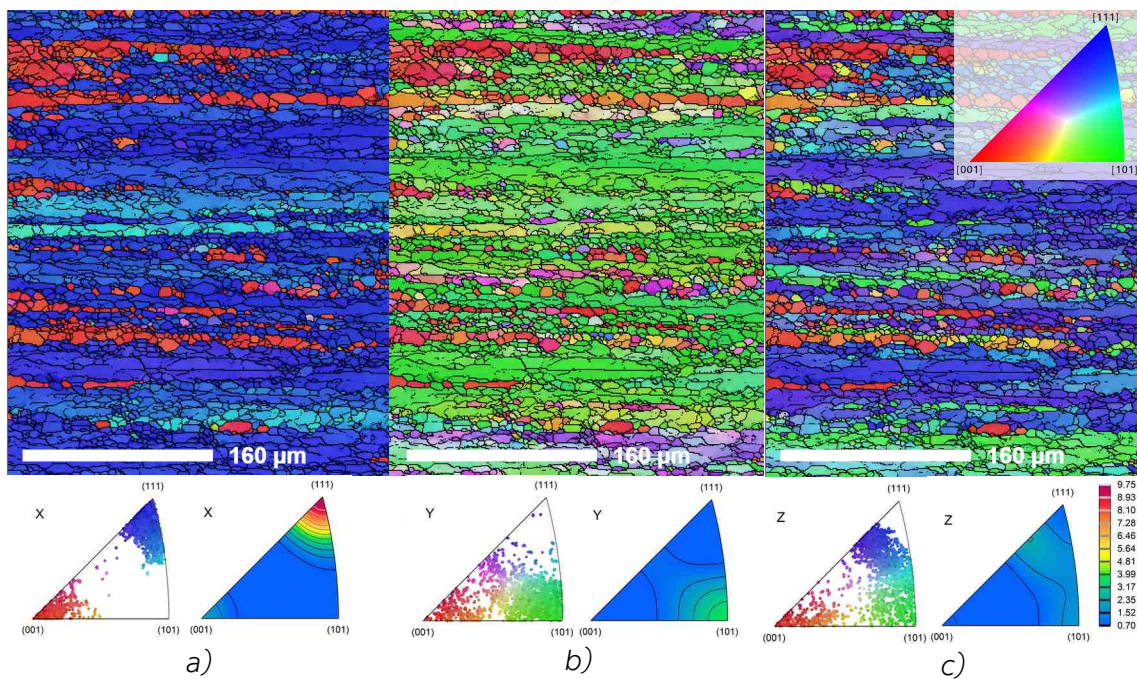 [111]
[001]
[101]
160 µm
160 µm
160 µm
(111)
X
(001)
(101)
(111)
X
(001)
(101)
(111)
Y
(001)
(101)
(111)
Y
(001)
(101)
(111)
Z
(001)
(101)
(111)
Z
(001)
(101)
9.75
8.93
8.10
7.28
6.46
5.64
4.81
3.99
3.17
2.35
1.52
0.70
a)
b)
c)